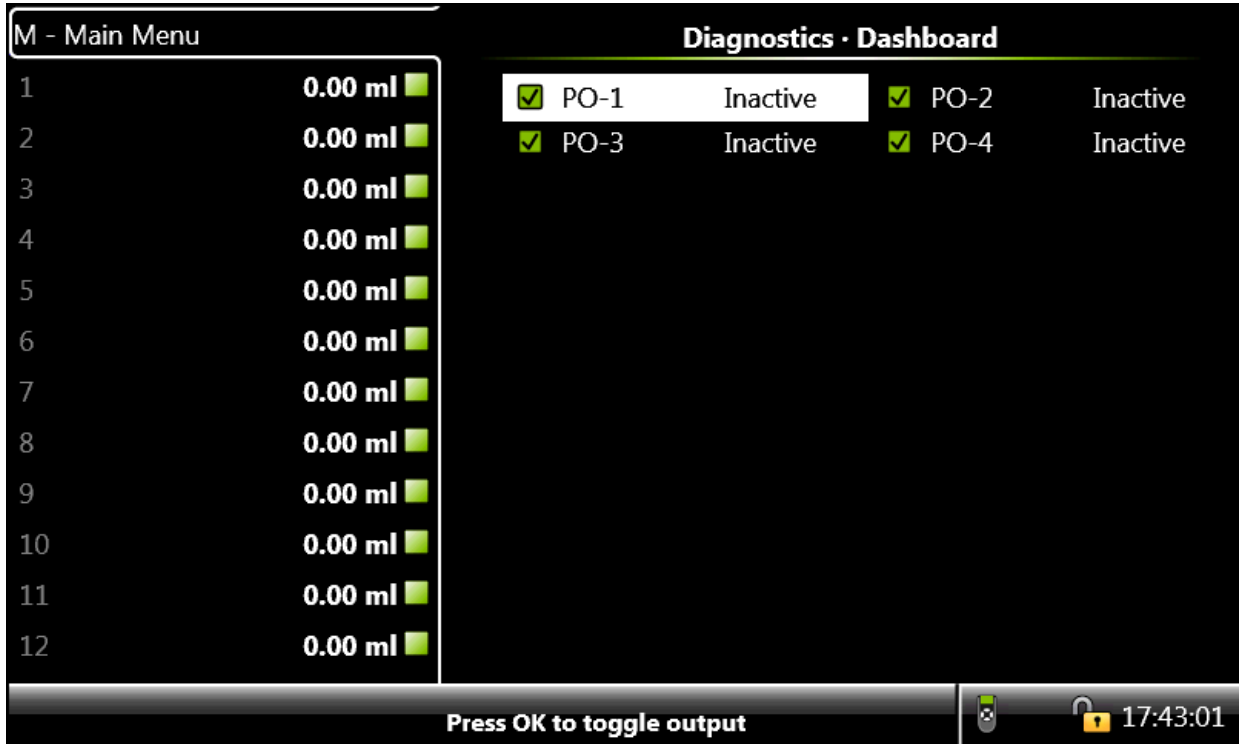 M - Main Menu
Diagnostics · Dashboard
1 0.00 ml
2 0.00 ml
3 0.00 ml
4 0.00 ml
5 0.00 ml
6 0.00 ml
7 0.00 ml
8 0.00 ml
9 0.00 ml
10 0.00 ml
11 0.00 ml
12 0.00 ml
PO-1 Inactive PO-2 Inactive
PO-3 Inactive PO-4 Inactive
Press OK to toggle output
17:43:01